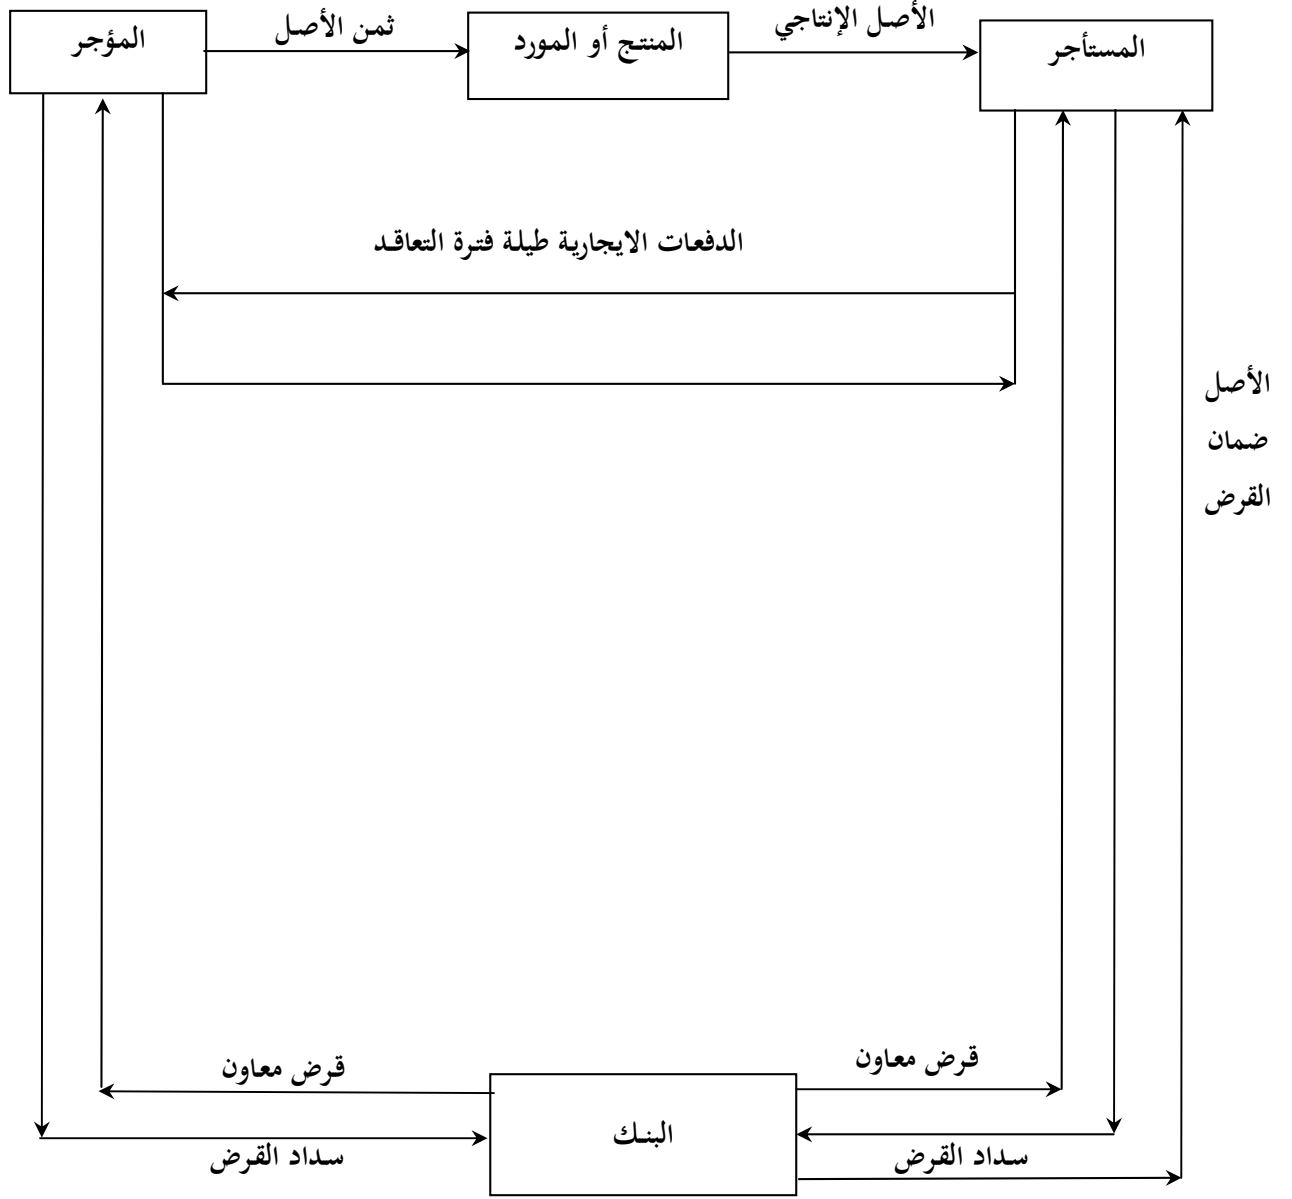 المستأجر
الأصل الإنتاجي
المنتج أو المورد
ثمن الأصل
المؤجر
الدفعات الايجارية طيلة فترة التعاقد
الأصل
ضمان
القرض
قرض معاون
قرض معاون
البنك
سداد القرض
سداد القرض